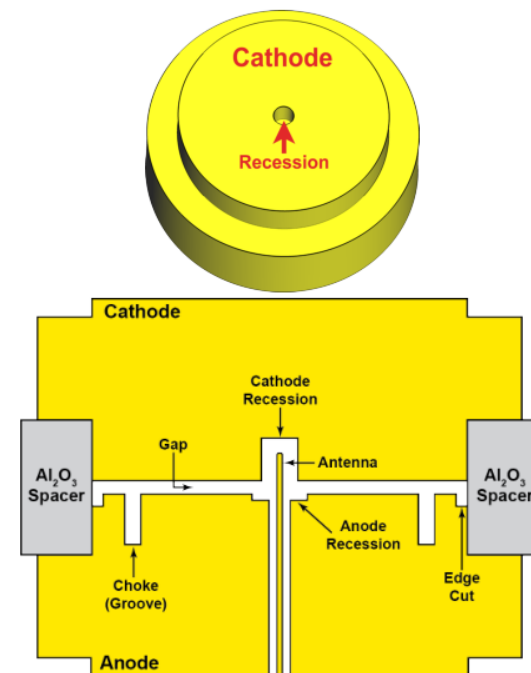 Cathode
Recession
Cathode
Cathode
Recession
Gap
Antenna
Al₂O₃
Spacer
Al₂O₃
Spacer
Anode
Recession
Choke
(Groove)
Edge
Cut
Anode